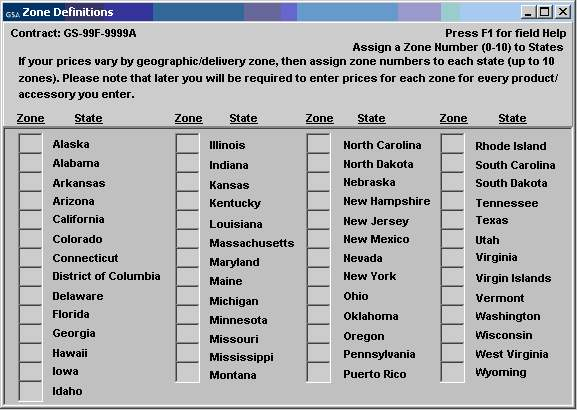 GSA Zone Definitions
Contract: GS-99F-9999A
Press F1 for field Help
Assign a Zone Number (0-10) to States
If your prices vary by geographic/delivery zone, then assign zone numbers to each state (up to 10
zones). Please note that later you will be required to enter prices for each zone for every product/
accessory you enter.
Zone State Zone State Zone State Zone State
Alaska
Alabama
Arkansas
Arizona
California
Colorado
Connecticut
District of Columbia
Delaware
Florida
Georgia
Hawaii
Iowa
Idaho
Illinois
Indiana
Kansas
Kentucky
Louisiana
Massachusetts
Maryland
Maine
Michigan
Minnesota
Missouri
Mississippi
Montana
North Carolina
North Dakota
Nebraska
New Hampshire
New Jersey
New Mexico
Nevada
New York
Ohio
Oklahoma
Oregon
Pennsylvania
Puerto Rico
Rhode Island
South Carolina
South Dakota
Tennessee
Texas
Utah
Virginia
Virgin Islands
Vermont
Washington
Wisconsin
West Virginia
Wyoming